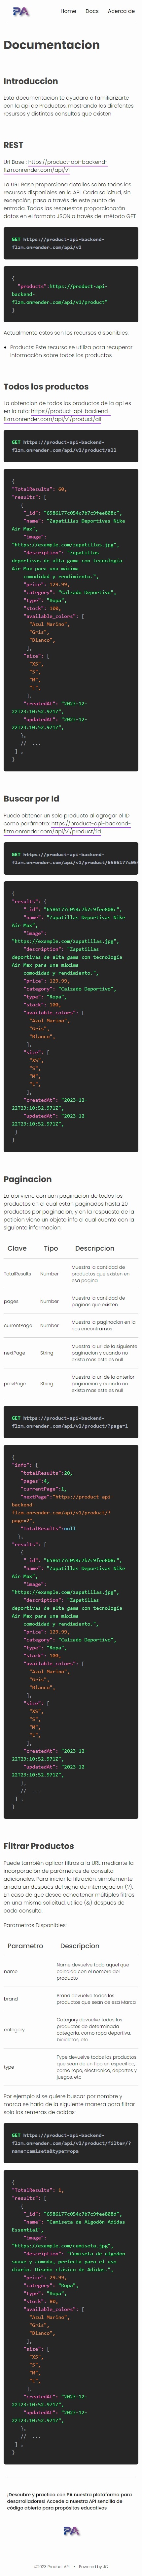 PA
Home Docs Acerca de
Documentacion
Introduccion
Esta documentacion te ayudara a familiarizarte
con la api de Productos, mostrando los diferentes
resursos y distintas consultas que existen.
REST
Url Base : https://product-api-backend-
flzm.onrender.com/api/v1
La URL Base proporciona detalles sobre todos los
recursos disponibles en la API. Cada solicitud, sin
excepción, pasa a través de este punto de
entrada. Todas las respuestas proporcionarán
datos en el formato JSON a través del método GET
GET https://product-api-backend-
flzm.onrender.com/api/v1
{
"products":https://product-api-
backend-
flzm.onrender.com/api/v1/product"
}
Actualmente estos son los recursos disponibles:
Products: Este recurso se utiliza para recuperar
información sobre todos los productos
Todos los productos
La obtencion de todos los productos de la api es
en la ruta: https://product-api-backend-
flzm.onrender.com/api/v1/product/all
GET https://product-api-backend-
flzm.onrender.com/api/v1/product/all
{
"TotalResults": 60,
"results": [
{
"_id": "6586177c054c7b7c9fae808c",
"name": "Zapatillas Deportivas Nike
Air Max",
"image":
"https://example.com/zapatillas.jpg",
"description": "Zapatillas
deportivas de alta gama con tecnología
Air Max para una máxima
comodidad y rendimiento.",
"price": 129.99,
"category": "Calzado Deportivo",
"type": "Ropa",
"stock": 100,
"available_colors": [
"Azul Marino",
"Gris",
"Blanco",
],
"size": [
"XS",
"S",
"M",
"L",
],
"createdAt": "2023-12-
22T23:10:52.971Z",
"updatedAt": "2023-12-
22T23:10:52.971Z",
},
// ...
] ,
}
Buscar por Id
Puede obtener un solo producto al agregar el ID
como parámetro: https://product-api-backend-
flzm.onrender.com/api/v1/product/:id
GET https://product-api-backend-
flzm.onrender.com/api/v1/product/6586177c05
{
"results": [
{
"_id": "6586177c054c7b7c9fae808c",
"name": "Zapatillas Deportivas Nike
Air Max",
"image":
"https://example.com/zapatillas.jpg",
"description": "Zapatillas
deportivas de alta gama con tecnología
Air Max para una máxima
comodidad y rendimiento.",
"price": 129.99,
"category": "Calzado Deportivo",
"type": "Ropa",
"stock": 100,
"available_colors": [
"Azul Marino",
"Gris",
"Blanco",
],
"size": [
"XS",
"S",
"M",
"L",
],
"createdAt": "2023-12-
22T23:10:52.971Z",
"updatedAt": "2023-12-
22T23:10:52.971Z",
}
]
}
Paginacion
La api viene con uan paginacion de todos los
productos en el cual están paginados hasta 20
productos por paginacion, y en la respuesta de la
peticion viene un objeto Info el cual cuenta con la
siguiente informacion:
Clave Tipo Descripcion
TotalResults Number Muestra la cantidad de
productos que existen en
esa pagina
pages Number Muestra la cantidad de
paginas que existen
currentPage Number Muestra la paginacion en la
nos encontramos
nextPage String Muestra la url de la siguiente
paginacion y cuando no
exista mas este es null
prevPage String Muestra la url de la anterior
paginacion y cuando no
exista mas este es null
GET https://product-api-backend-
flzm.onrender.com/api/v1/product/?page=1
{
"info": {
"totalResults":20,
"pages":4,
"currentPage":1,
"nextPage":"https://product-api-
backend-
flzm.onrender.com/api/v1/product/?
page=2",
"TotalResults":null
},
"results": [
{
"_id": "6586177c054c7b7c9fae808c",
"name": "Zapatillas Deportivas Nike
Air Max",
"image":
"https://example.com/zapatillas.jpg",
"description": "Zapatillas
deportivas de alta gama con tecnología
Air Max para una máxima
comodidad y rendimiento.",
"price": 129.99,
"category": "Calzado Deportivo",
"type": "Ropa",
"stock": 100,
"available_colors": [
"Azul Marino",
"Gris",
"Blanco",
],
"size": [
"XS",
"S",
"M",
"L",
],
"createdAt": "2023-12-
22T23:10:52.971Z",
"updatedAt": "2023-12-
22T23:10:52.971Z",
},
// ...
] ,
}
Filtrar Productos
Puede también aplicar filtros a la URL mediante la
incorporación de parámetros de consulta
adicionales. Para iniciar la filtración, simplemente
añada ? después del signo de interrogación (?).
En caso de que desee concatenar múltiples filtros
en una misma solicitud, utilice (&) después de
cada consulta.
Parametros Disponibles:
Parametro Descripcion
name Name devuelve todo aquel que
coincida con el nombre del
producto
brand Brand devuelve todos los
productos que sean de esa Marca
category Category devuelve todos los
productos de determinada
categoria, como ropa deportiva,
bicicletas, etc
type Type devuelve todos los productos
que sean de un tipo en especifico,
como ropa, electronica, deportes y
juegos, etc
Por ejemplo si se quiere buscar por nombre y
marca se haría de la siguiente manera para filtrar
solo las remeras de adidas:
GET https://product-api-backend-
flzm.onrender.com/api/v1/product/filter/?
name=camiseta&type=ropa
{
"TotalResults": 1,
"results": [
{
"_id": "6586177c054c7b7c9fae808c",
"name": "Camiseta de Algodón Adidas
Essential",
"image":
"https://example.com/camiseta.jpg",
"description": "Camiseta de algodón
suave y cómoda, perfecta para el uso
diario. Diseño clásico de Adidas.",
"price": 29.99,
"category": "Ropa",
"type": "Ropa",
"stock": 80,
"available_colors": [
"Azul Marino",
"Gris",
"Blanco",
],
"size": [
"XS",
"S",
"M",
"L",
],
"createdAt": "2023-12-
22T23:10:52.971Z",
"updatedAt": "2023-12-
22T23:10:52.971Z",
},
// ...
] ,
}
¡Descubre y practica con PA nuestra plataforma para
desarrolladores! Accede a nuestra API sencilla de
código abierto para propósitos educativos
PA
©2023 Product API • Powered by JC